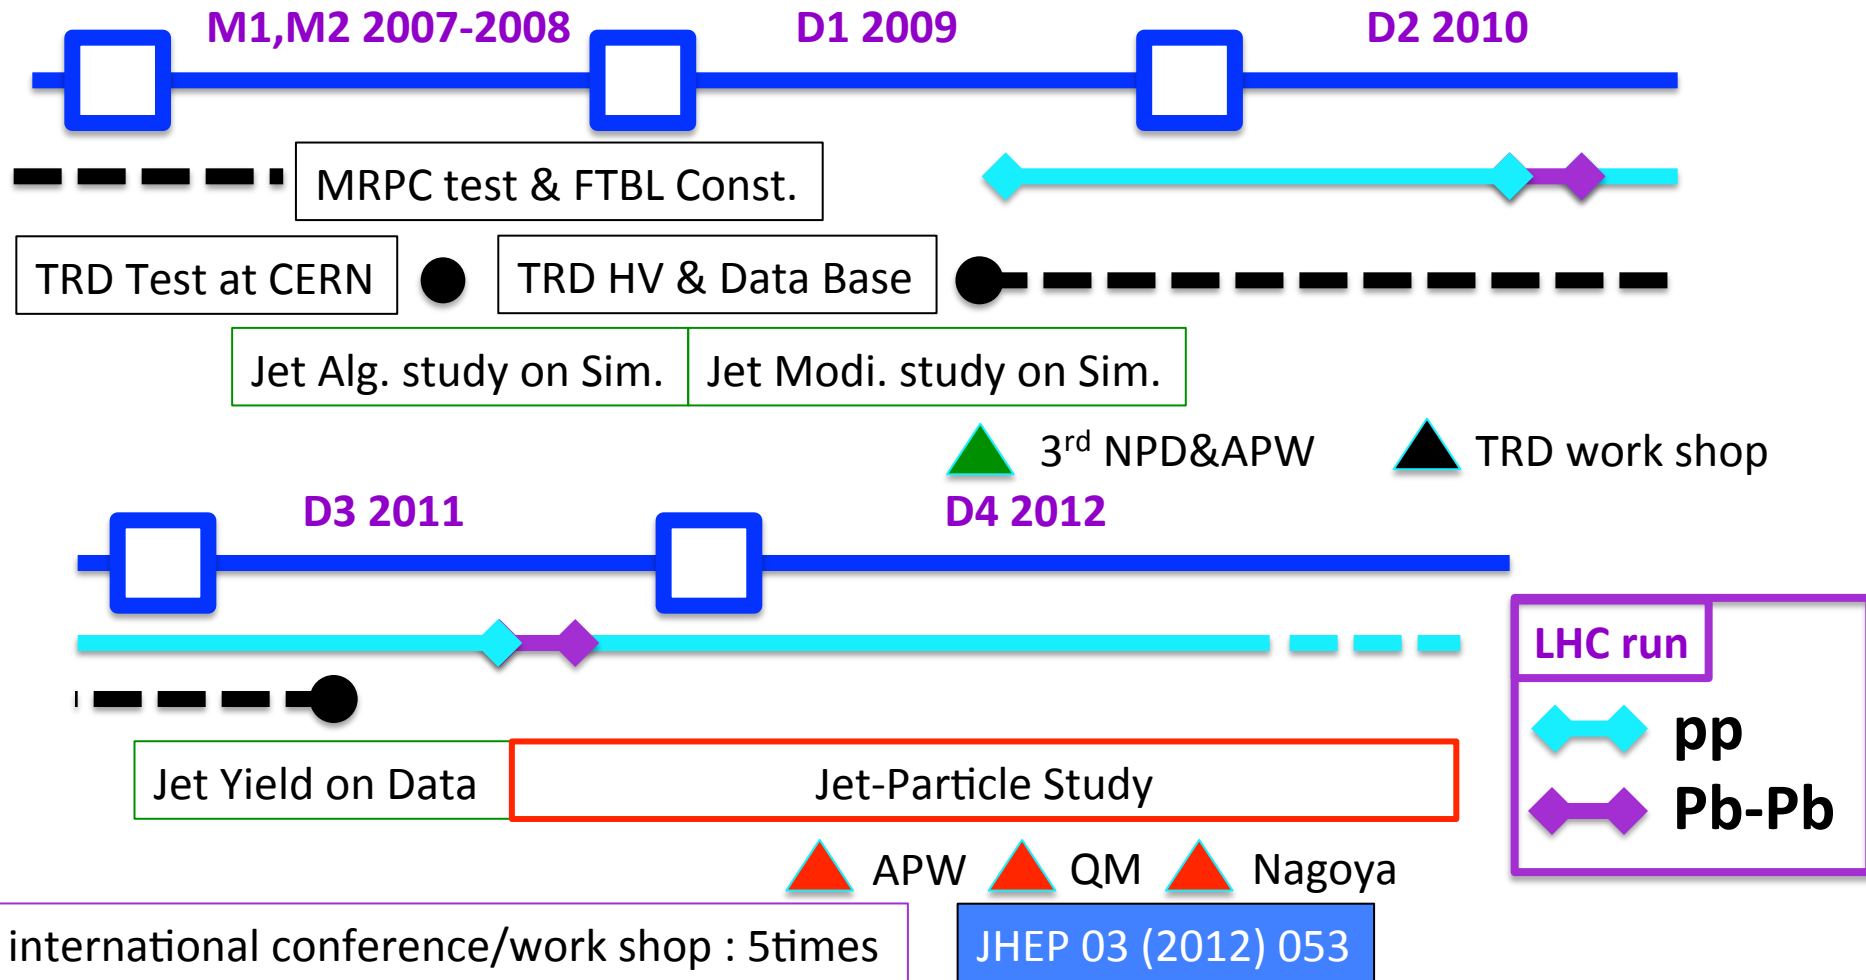 M1,M2 2007-2008
D1 2009
D2 2010
MRPC test & FTBL Const.
TRD Test at CERN
TRD HV & Data Base
Jet Alg. study on Sim.
Jet Modi. study on Sim.
3rd NPD&APW
TRD work shop
D3 2011
D4 2012
LHC run
pp
Pb-Pb
Jet Yield on Data
Jet-Particle Study
APW
QM
Nagoya
international conference/work shop : 5times
JHEP 03 (2012) 053